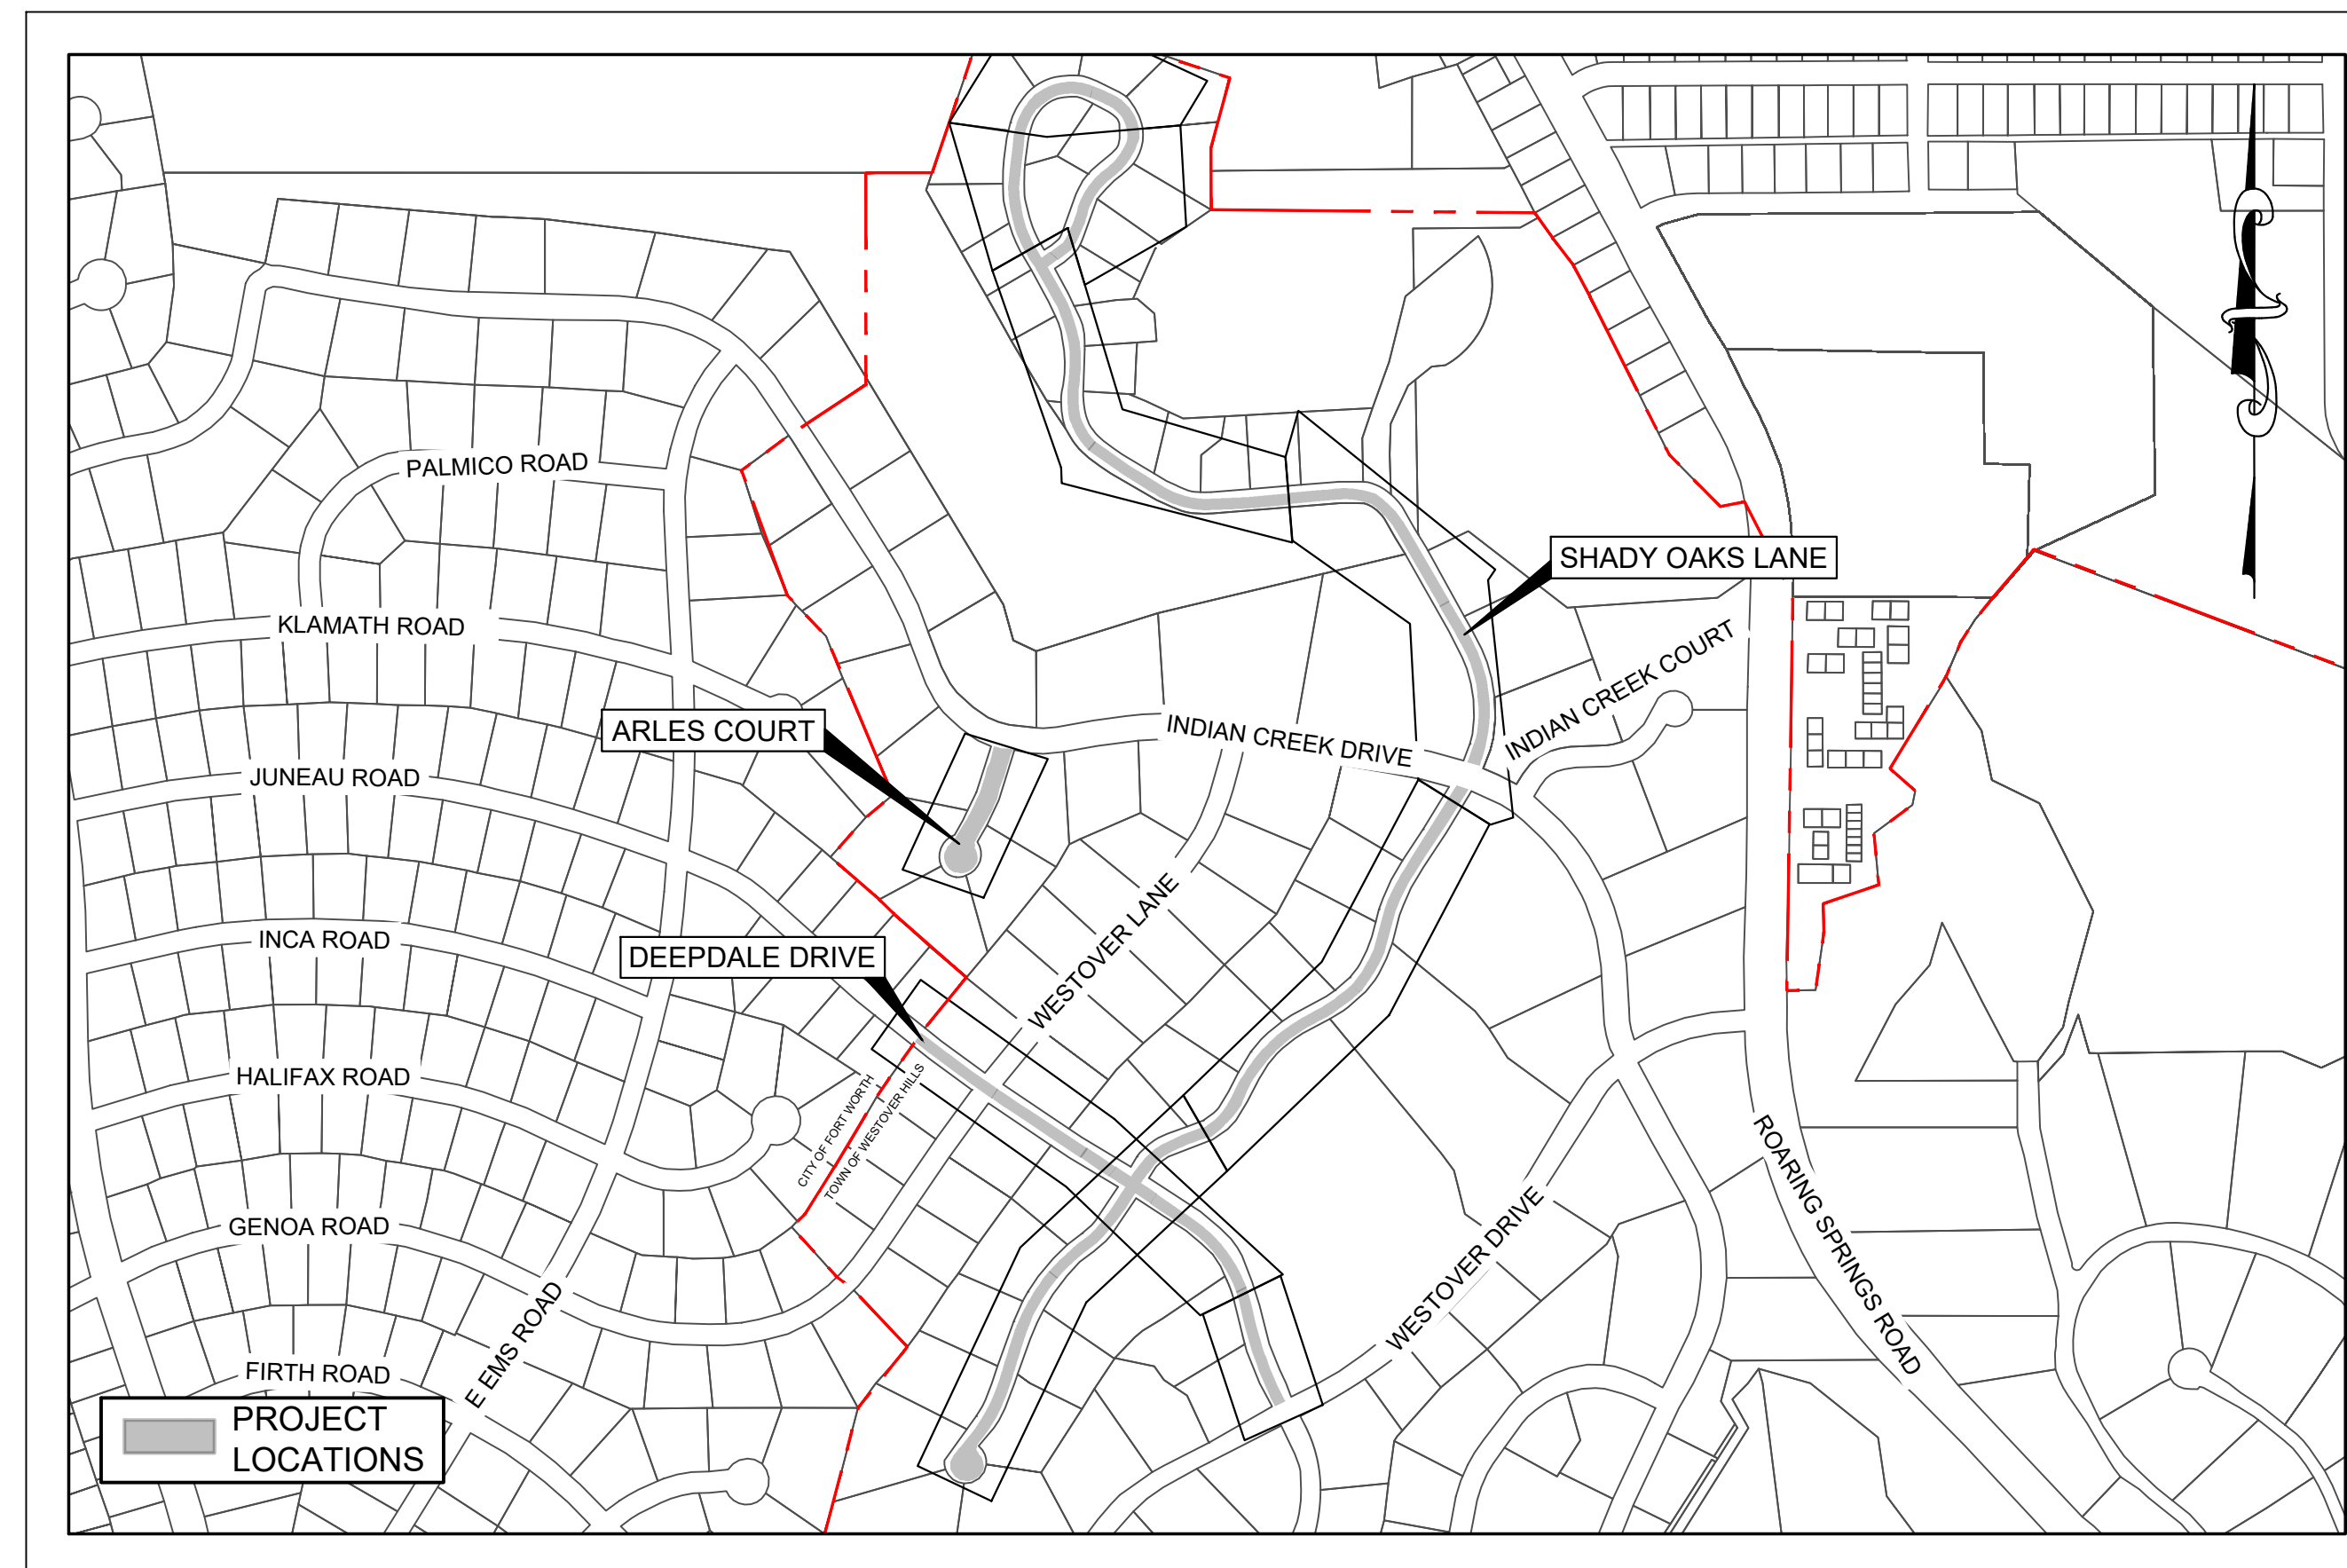 PALMICO ROAD
SHADY OAKS LANE
KLAMATH ROAD
INDIAN CREEK COURT
ARLES COURT
INDIAN CREEK DRIVE
JUNEAU ROAD
WESTOVER LANE
INCA ROAD
DEEPDALE DRIVE
HALIFAX ROAD
CITY OF FORT WORTH
TOWN OF WESTOVER HILLS
ROARING SPRINGS ROAD
GENOA ROAD
WESTOVER DRIVE
E EMS ROAD
FIRTH ROAD
PROJECT
LOCATIONS